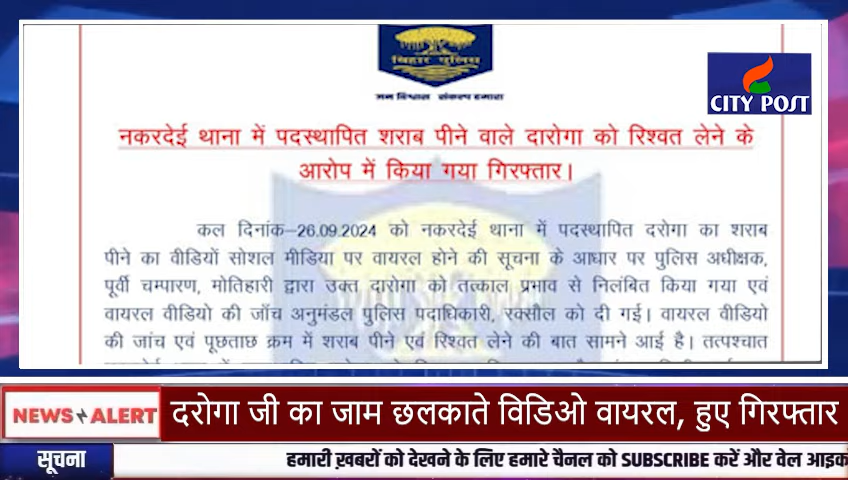 बिहार पुलिस
जन विश्वास संकल्प हमारा
CITY POST
नकरदेई थाना में पदस्थापित शराब पीने वाले दारोगा को रिश्वत लेने के
आरोप में किया गया गिरफ्तार।
कल दिनांक-26.09.2024 को नकरदेई थाना में पदस्थापित दरोगा का शराब
पीने का वीडियों सोशल मीडिया पर वायरल होने की सूचना के आधार पर पुलिस अधीक्षक,
पूर्वी चम्पारण, मोतिहारी द्वारा उक्त दारोगा को तत्काल प्रभाव से निलंबित किया गया एवं
वायरल वीडियो की जाँच अनुमंडल पुलिस पदाधिकारी, रक्सौल को दी गई। वायरल वीडियो
की जांच एवं पूछताछ क्रम में शराब पीने एवं रिश्वत लेने की बात सामने आई है। तत्पश्चात
NEWS ALERT
दरोगा जी का जाम छलकाते विडिओ वायरल, हुए गिरफ्तार
सूचना
हमारी ख़बरों को देखने के लिए हमारे चैनल को SUBSCRIBE करें और वेल आइक